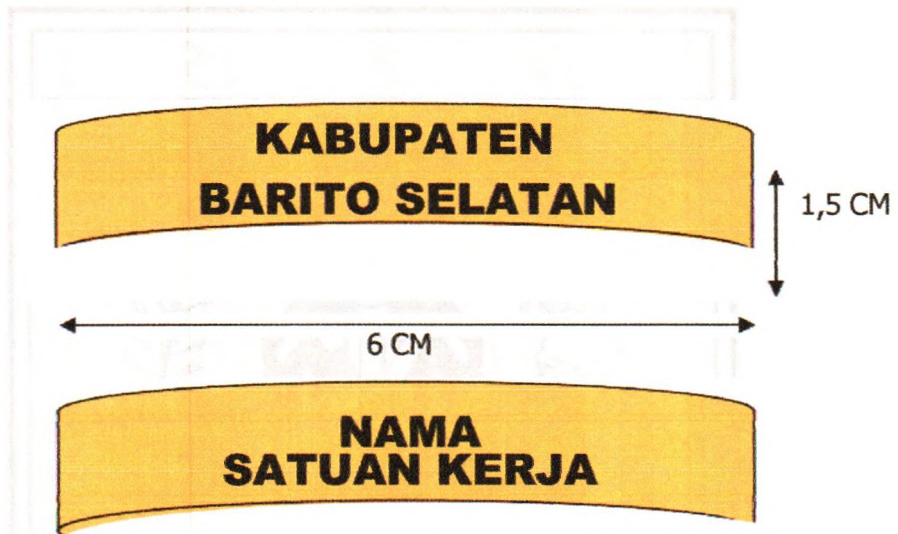 KABUPATEN
BARITO SELATAN
1,5 CM
6 CM
NAMA
SATUAN KERJA